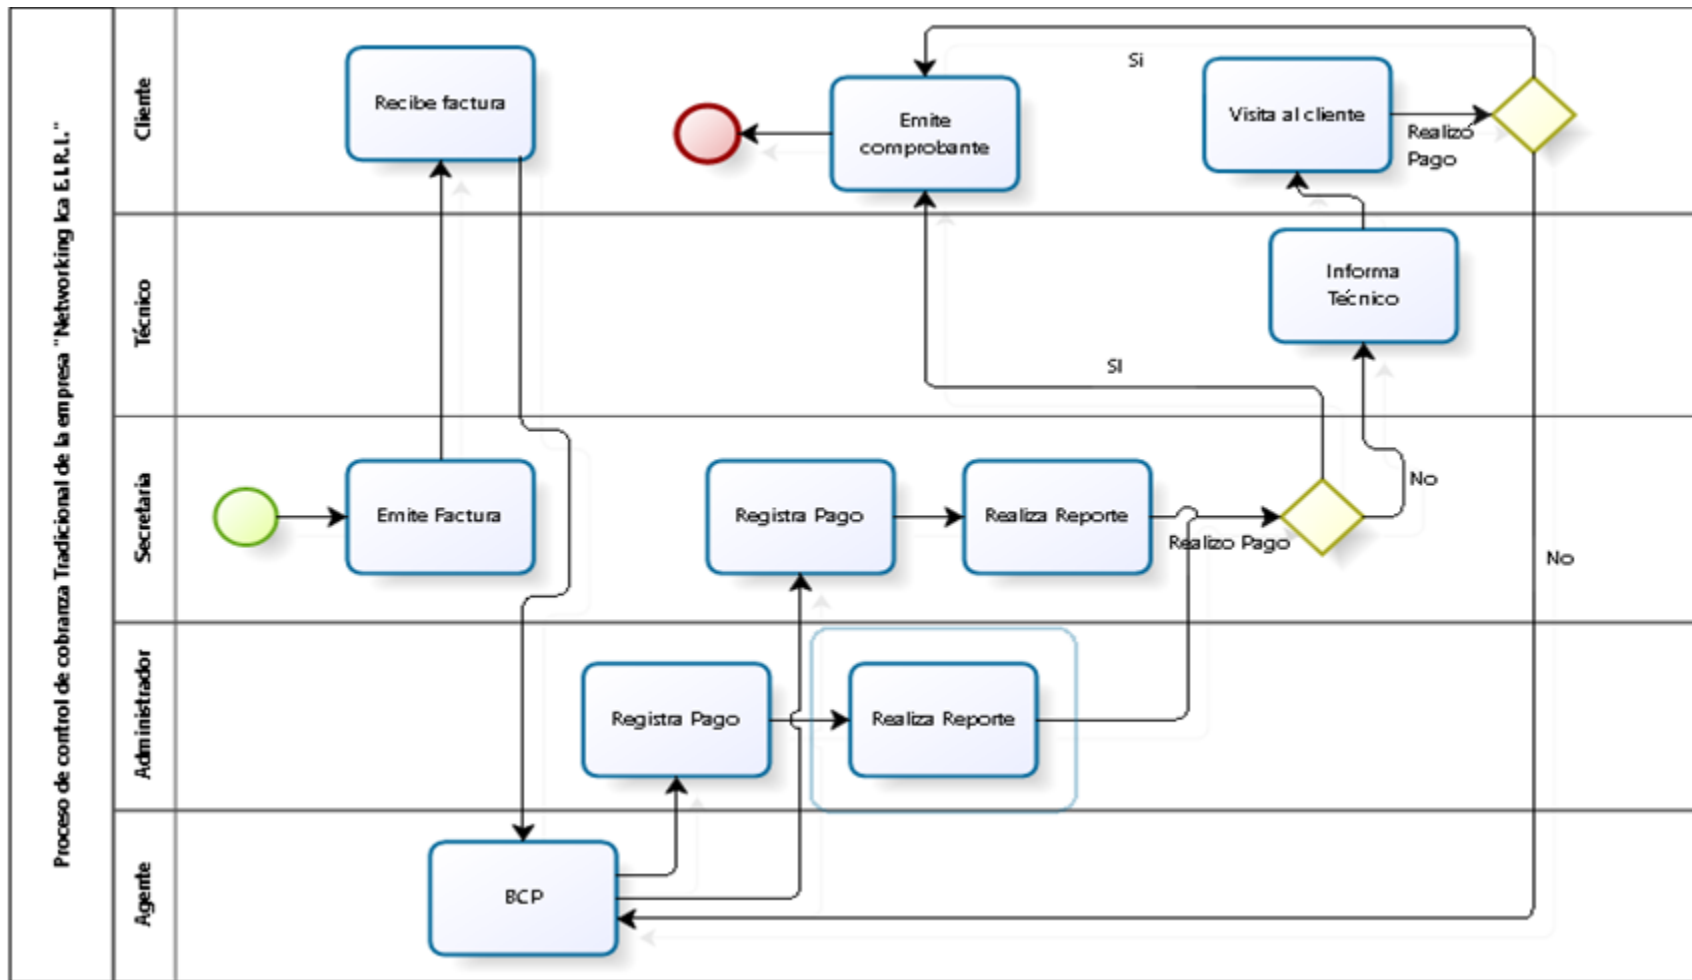 Proceso de control de cobranza Tradicional de la empresa "Networking Ica E.I.R.L."
Cliente
Recibe factura
Emite
comprobante
Si
Visita al cliente
Realizo
Pago
Técnico
Informa
Tecnico
SI
Secretaria
Emite Factura
Registra Pago
Realiza Reporte
Realizo Pago
No
No
Administrador
Registra Pago
Realiza Reporte
Agente
BCP